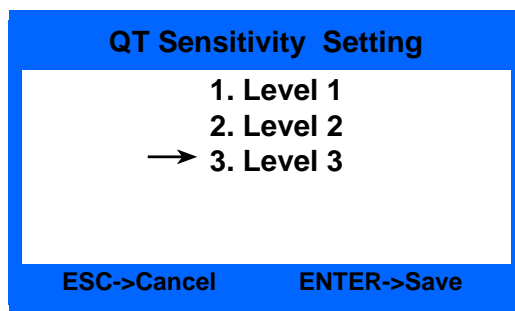 QT Sensitivity Setting
1. Level 1
2. Level 2
3. Level 3
ESC->Cancel ENTER->Save